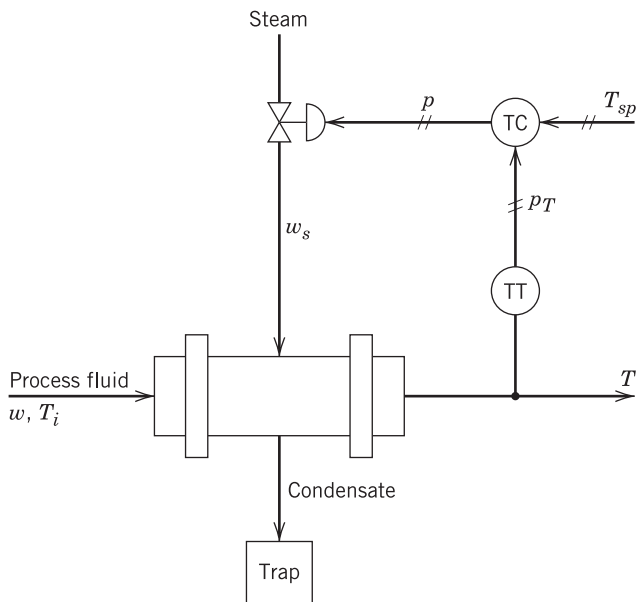 Steam
p
TC
T_sp
p_T
w_s
TT
Process fluid
w, T_i
T
Condensate
Trap